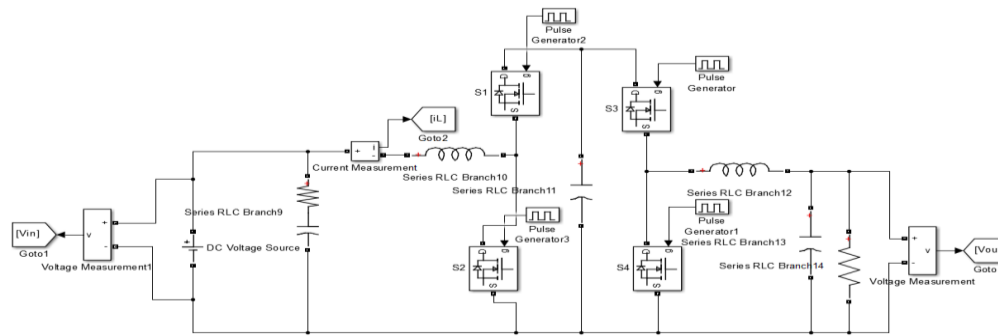 Pulse
Generator2
S1
g
D
S
Pulse
Generator
S3
g
D
S
[iL]
Goto2
+
i
-
Current Measurement
Series RLC Branch10
Series RLC Branch11
Series RLC Branch12
Series RLC Branch9
[Vin]
Goto1
v
+
-
Voltage Measurement1
DC Voltage Source
Pulse
Generator3
S2
g
D
S
Pulse
Generator1
S4
g
D
S
Series RLC Branch13
Series RLC Branch14
+
v
-
Voltage Measurement
[Vou
Goto